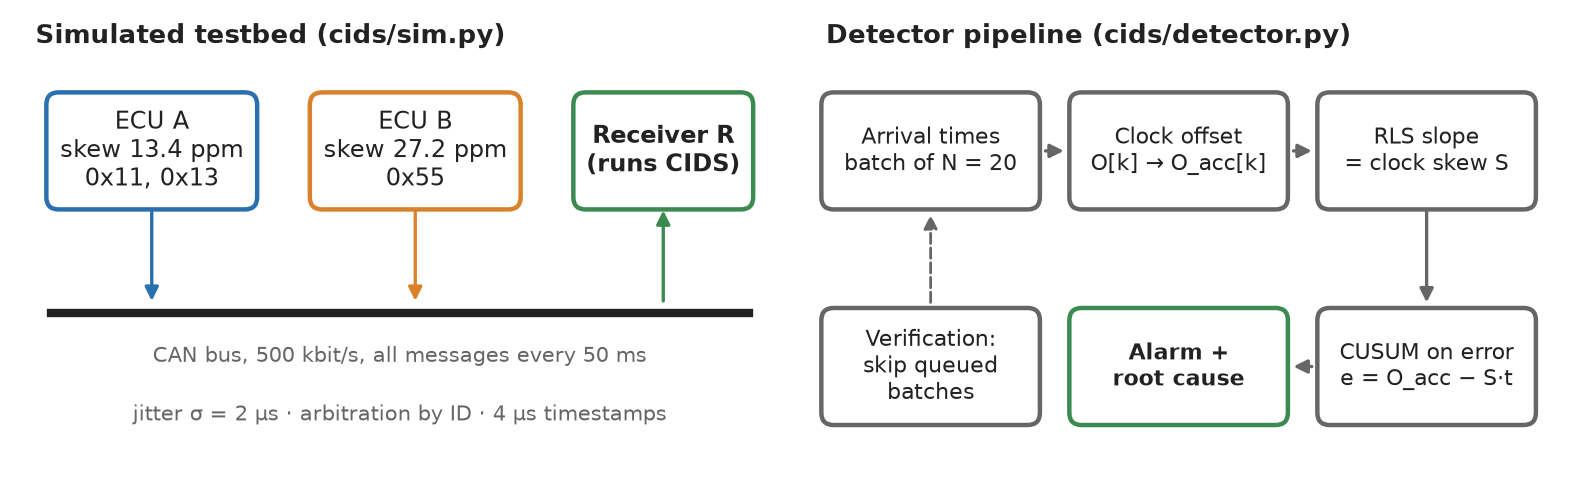 Simulated testbed (cids/sim.py)
ECU A
skew 13.4 ppm
0x11, 0x13
ECU B
skew 27.2 ppm
0x55
Receiver R
(runs CIDS)
CAN bus, 500 kbit/s, all messages every 50 ms
jitter σ = 2 µs · arbitration by ID · 4 µs timestamps
Detector pipeline (cids/detector.py)
Arrival times
batch of N = 20
Clock offset
O[k] → O_acc[k]
RLS slope
= clock skew S
Verification:
skip queued
batches
Alarm +
root cause
CUSUM on error
e = O_acc − S·t